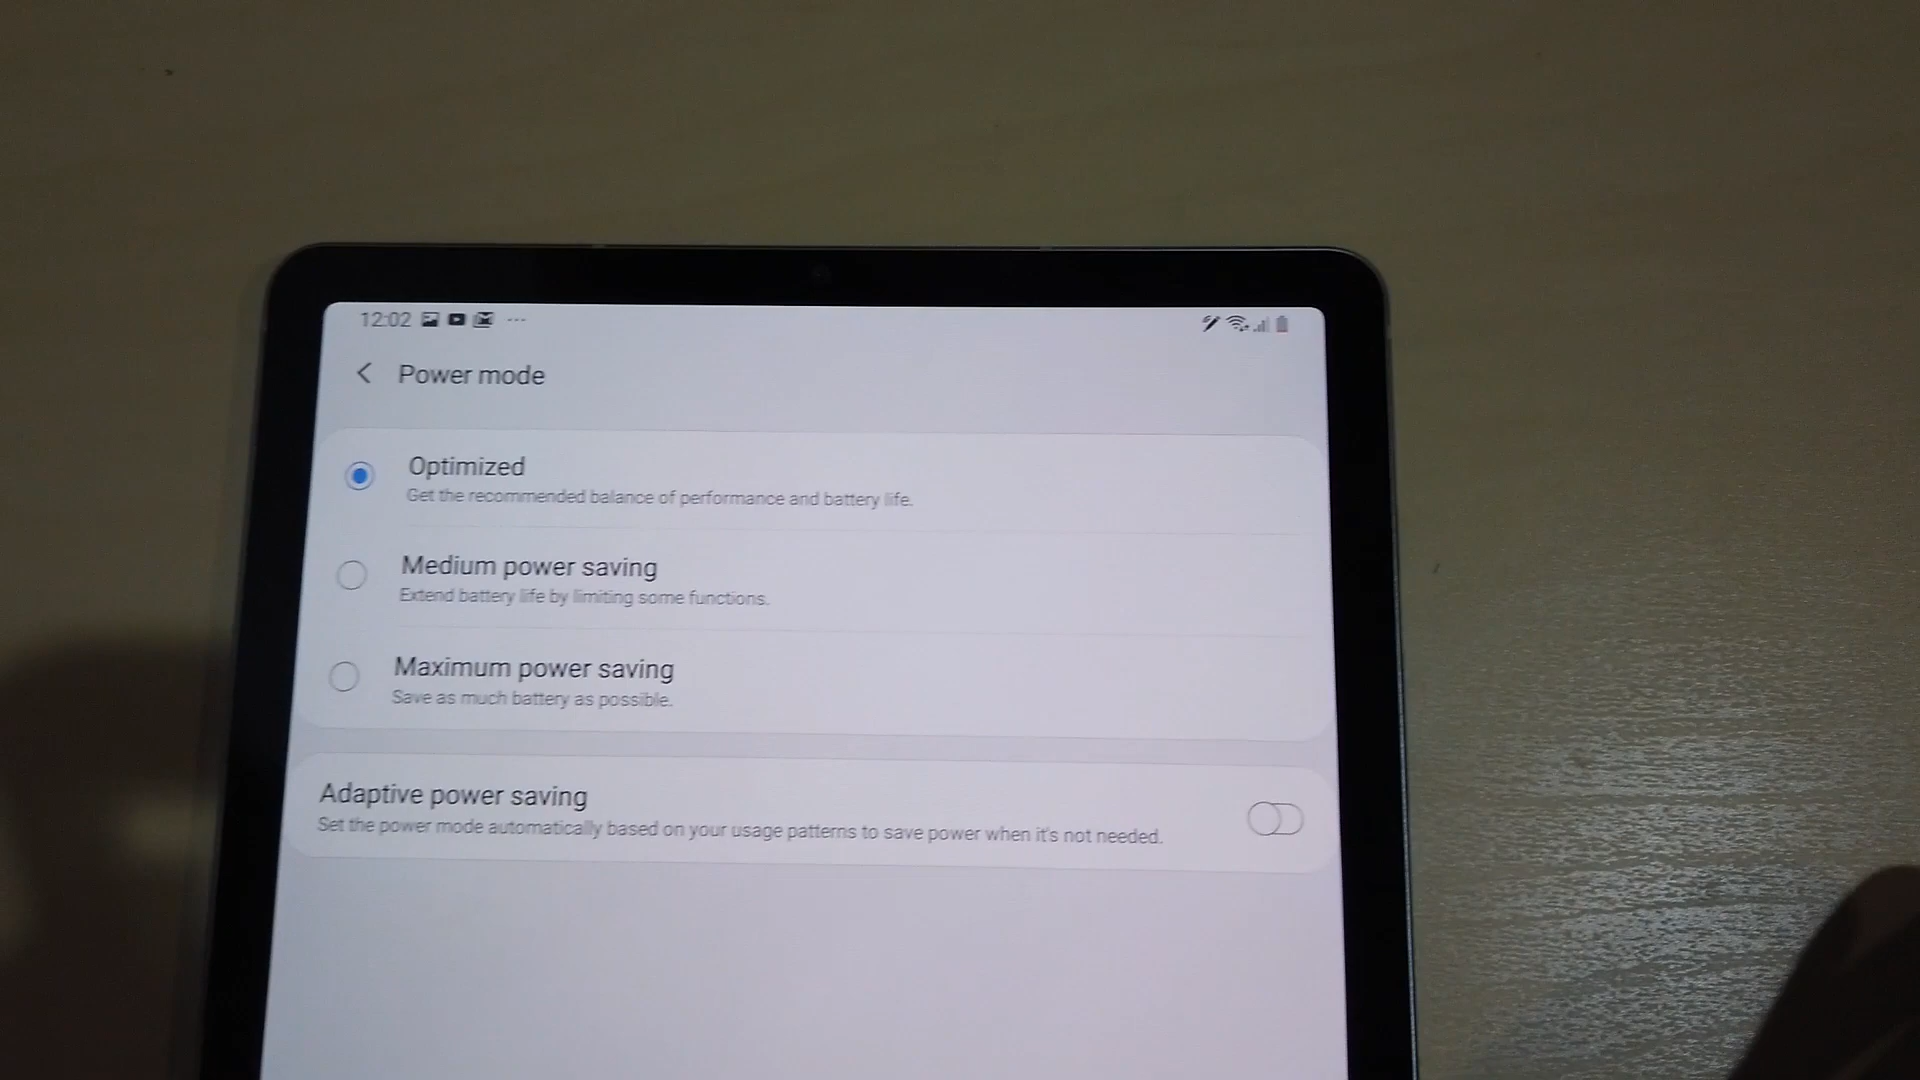 12:02
Power mode
Optimized
Get the recommended balance of performance and battery life.
Medium power saving
Extend battery life by limiting some functions.
Maximum power saving
Save as much battery as possible.
Adaptive power saving
Set the power mode automatically based on your usage patterns to save power when it's not needed.